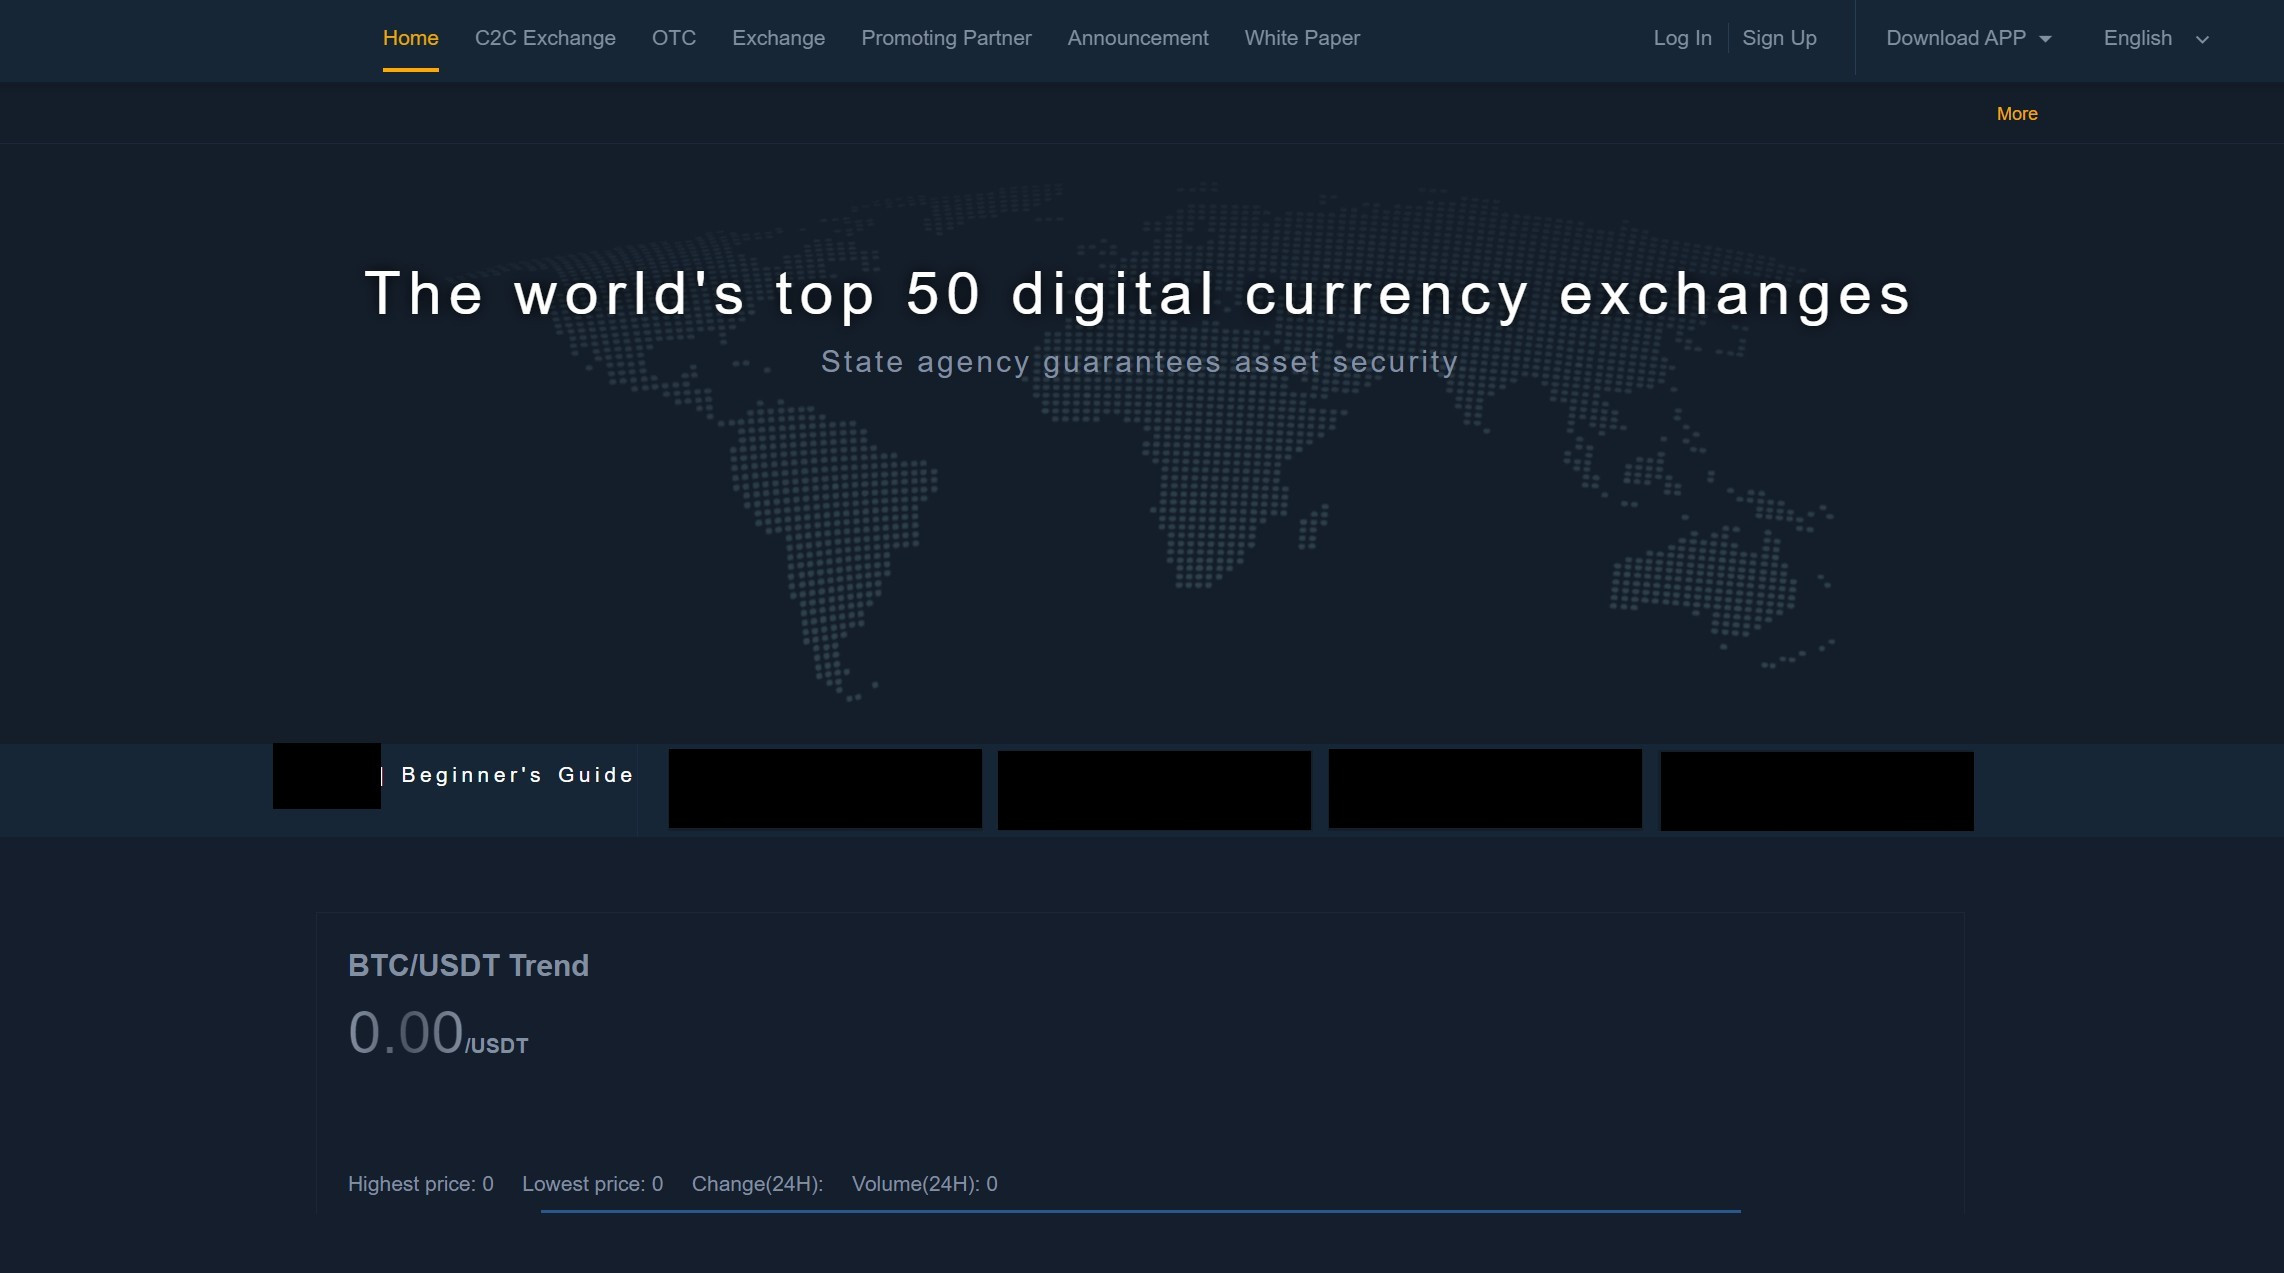 Home C2C Exchange OTC Exchange Promoting Partner Announcement White Paper Log In Sign Up Download APP English
More
The world's top 50 digital currency exchanges
State agency guarantees asset security
Beginner's Guide
BTC/USDT Trend
0.00/USDT
Highest price: 0 Lowest price: 0 Change(24H): Volume(24H): 0